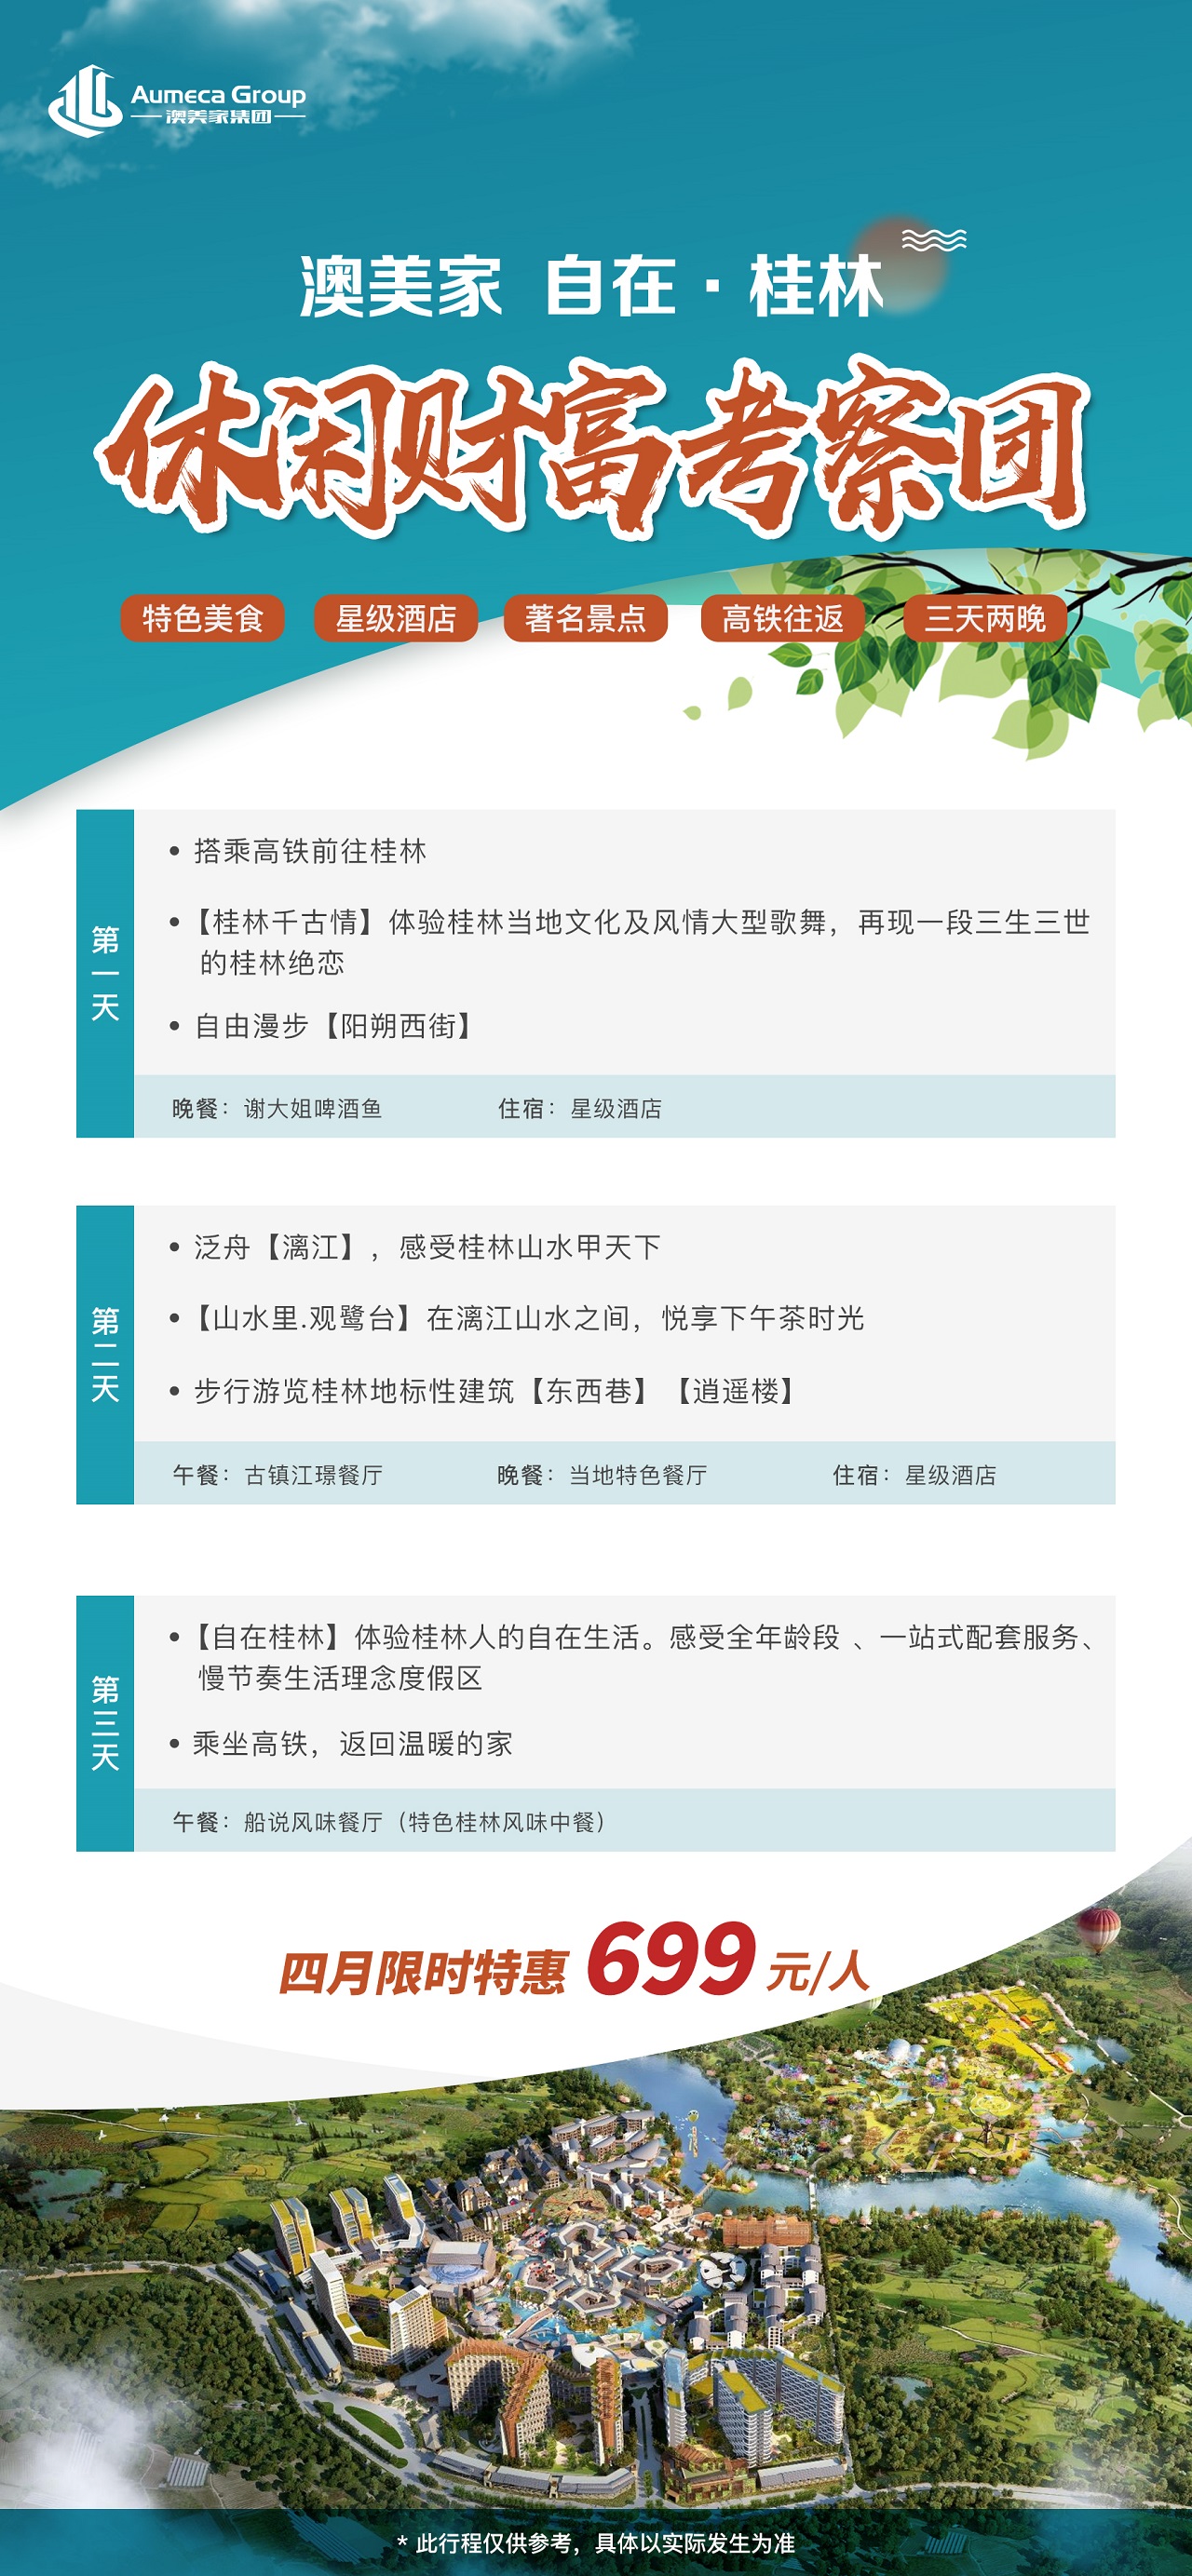 Aumeca Group
澳美家集团
澳美家 自在·桂林
休闲财富考察团
特色美食 星级酒店 著名景点 高铁往返 三天两晚
第一天
• 搭乘高铁前往桂林
•【桂林千古情】体验桂林当地文化及风情大型歌舞，再现一段三生三世
的桂林绝恋
• 自由漫步【阳朔西街】
晚餐：谢大姐啤酒鱼 住宿：星级酒店
第二天
• 泛舟【漓江】，感受桂林山水甲天下
•【山水里.观鹭台】在漓江山水之间，悦享下午茶时光
• 步行游览桂林地标性建筑【东西巷】【逍遥楼】
午餐：古镇江璟餐厅 晚餐：当地特色餐厅 住宿：星级酒店
第三天
•【自在桂林】体验桂林人的自在生活。感受全年龄段 、一站式配套服务、
慢节奏生活理念度假区
• 乘坐高铁，返回温暖的家
午餐：船说风味餐厅（特色桂林风味中餐）
四月限时特惠 699 元/人
* 此行程仅供参考，具体以实际发生为准